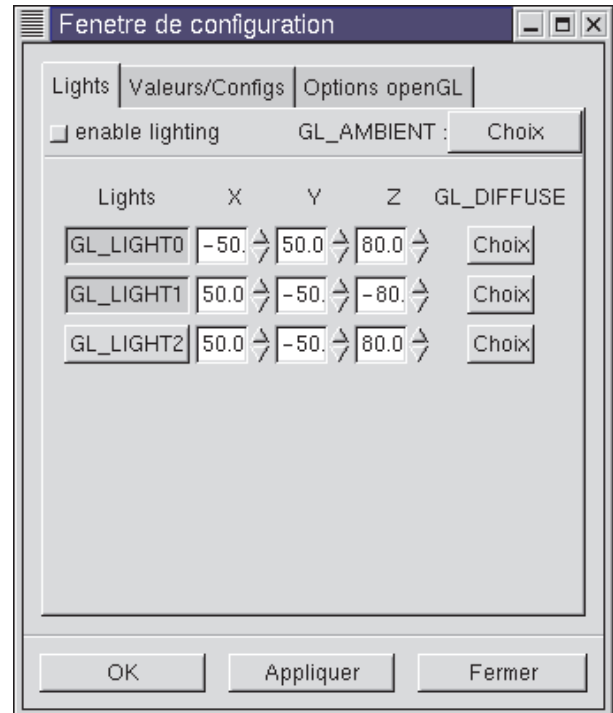 Fenetre de configuration
Lights Valeurs/Configs Options openGL
enable lighting GL_AMBIENT : Choix
Lights X Y Z GL_DIFFUSE
GL_LIGHT0 -50. 50.0 80.0 Choix
GL_LIGHT1 50.0 -50. -80. Choix
GL_LIGHT2 50.0 -50. 80.0 Choix
OK Appliquer Fermer